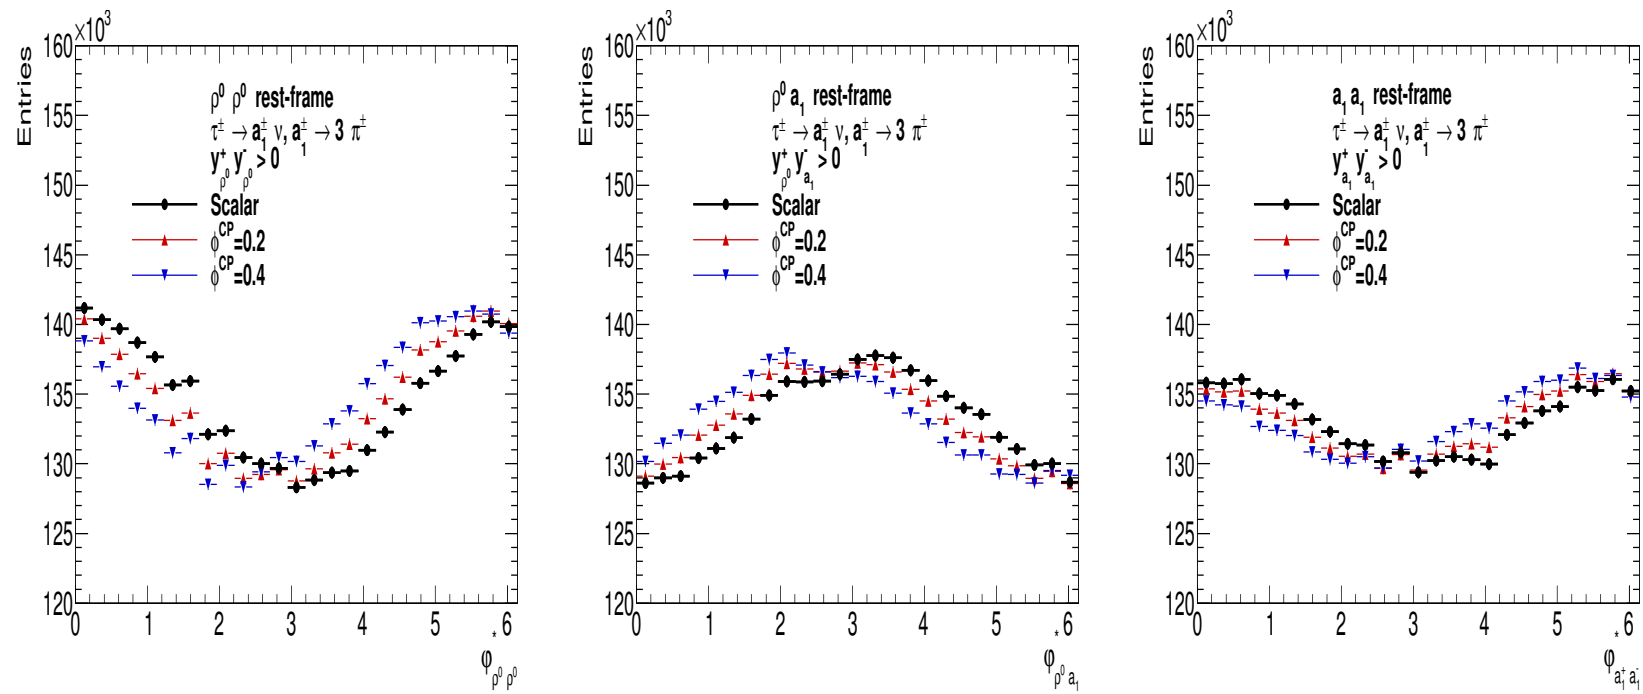 ×10³
Entries
160
155
150
145
140
135
130
125
120
0 1 2 3 4 5 6
φ*ρ⁰ ρ⁰
ρ⁰ ρ⁰ rest-frame
τ± → a₁± ν, a₁± → 3 π±
y⁺ρ⁰ y⁻ρ⁰ > 0
Scalar
ϕCP=0.2
ϕCP=0.4
×10³
Entries
160
155
150
145
140
135
130
125
120
0 1 2 3 4 5 6
φ*ρ⁰ a₁
ρ⁰ a₁ rest-frame
τ± → a₁± ν, a₁± → 3 π±
y⁺ρ⁰ y⁻a₁ > 0
Scalar
ϕCP=0.2
ϕCP=0.4
×10³
Entries
160
155
150
145
140
135
130
125
120
0 1 2 3 4 5 6
φ*a₁⁺ a₁⁻
a₁ a₁ rest-frame
τ± → a₁± ν, a₁± → 3 π±
y⁺a₁ y⁻a₁ > 0
Scalar
ϕCP=0.2
ϕCP=0.4